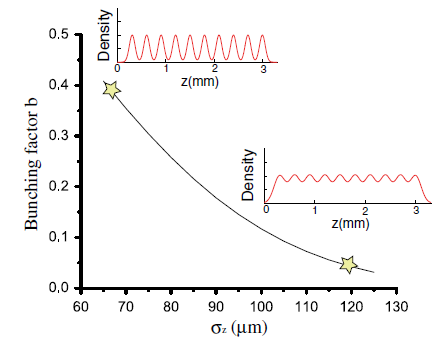 Density
0 1 2 3
z(mm)
Density
0 1 2 3
z(mm)
Bunching factor b
0.5
0.4
0.3
0.2
0.1
0.0
60 70 80 90 100 110 120 130
σz (μm)